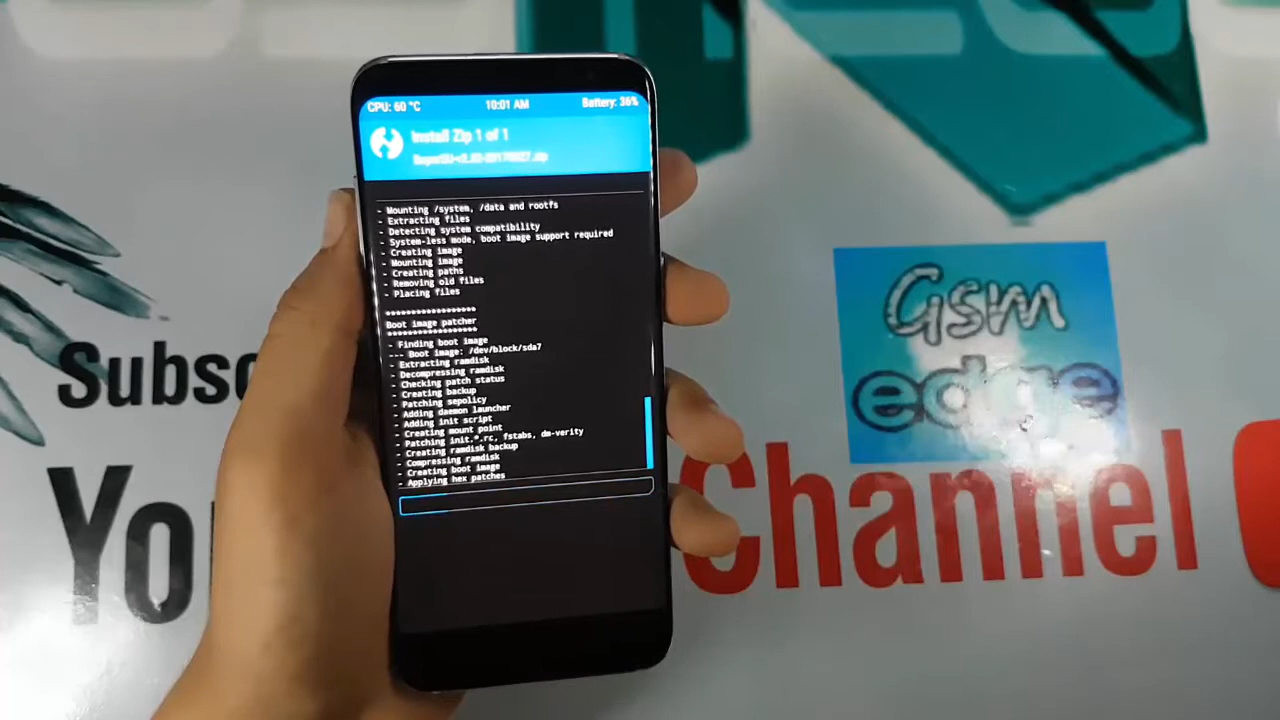 CPU: 60 °C 10:01 AM Battery: 36%
Install Zip 1 of 1
- Mounting /system, /data and rootfs
- Extracting files
- Detecting system compatibility
- System-less mode, boot image support required
- Creating image
- Mounting image
- Creating paths
- Removing old files
- Placing files
******************
Boot image patcher
******************
- Finding boot image
--- Boot image: /dev/block/sda7
- Extracting ramdisk
- Decompressing ramdisk
- Checking patch status
- Creating backup
- Patching sepolicy
- Adding daemon launcher
- Adding init script
- Creating mount point
- Patching init.*.rc, fstabs, dm-verity
- Creating ramdisk backup
- Compressing ramdisk
- Creating boot image
- Applying hex patches
Gsm
edge
Subsc
Yo
Channel